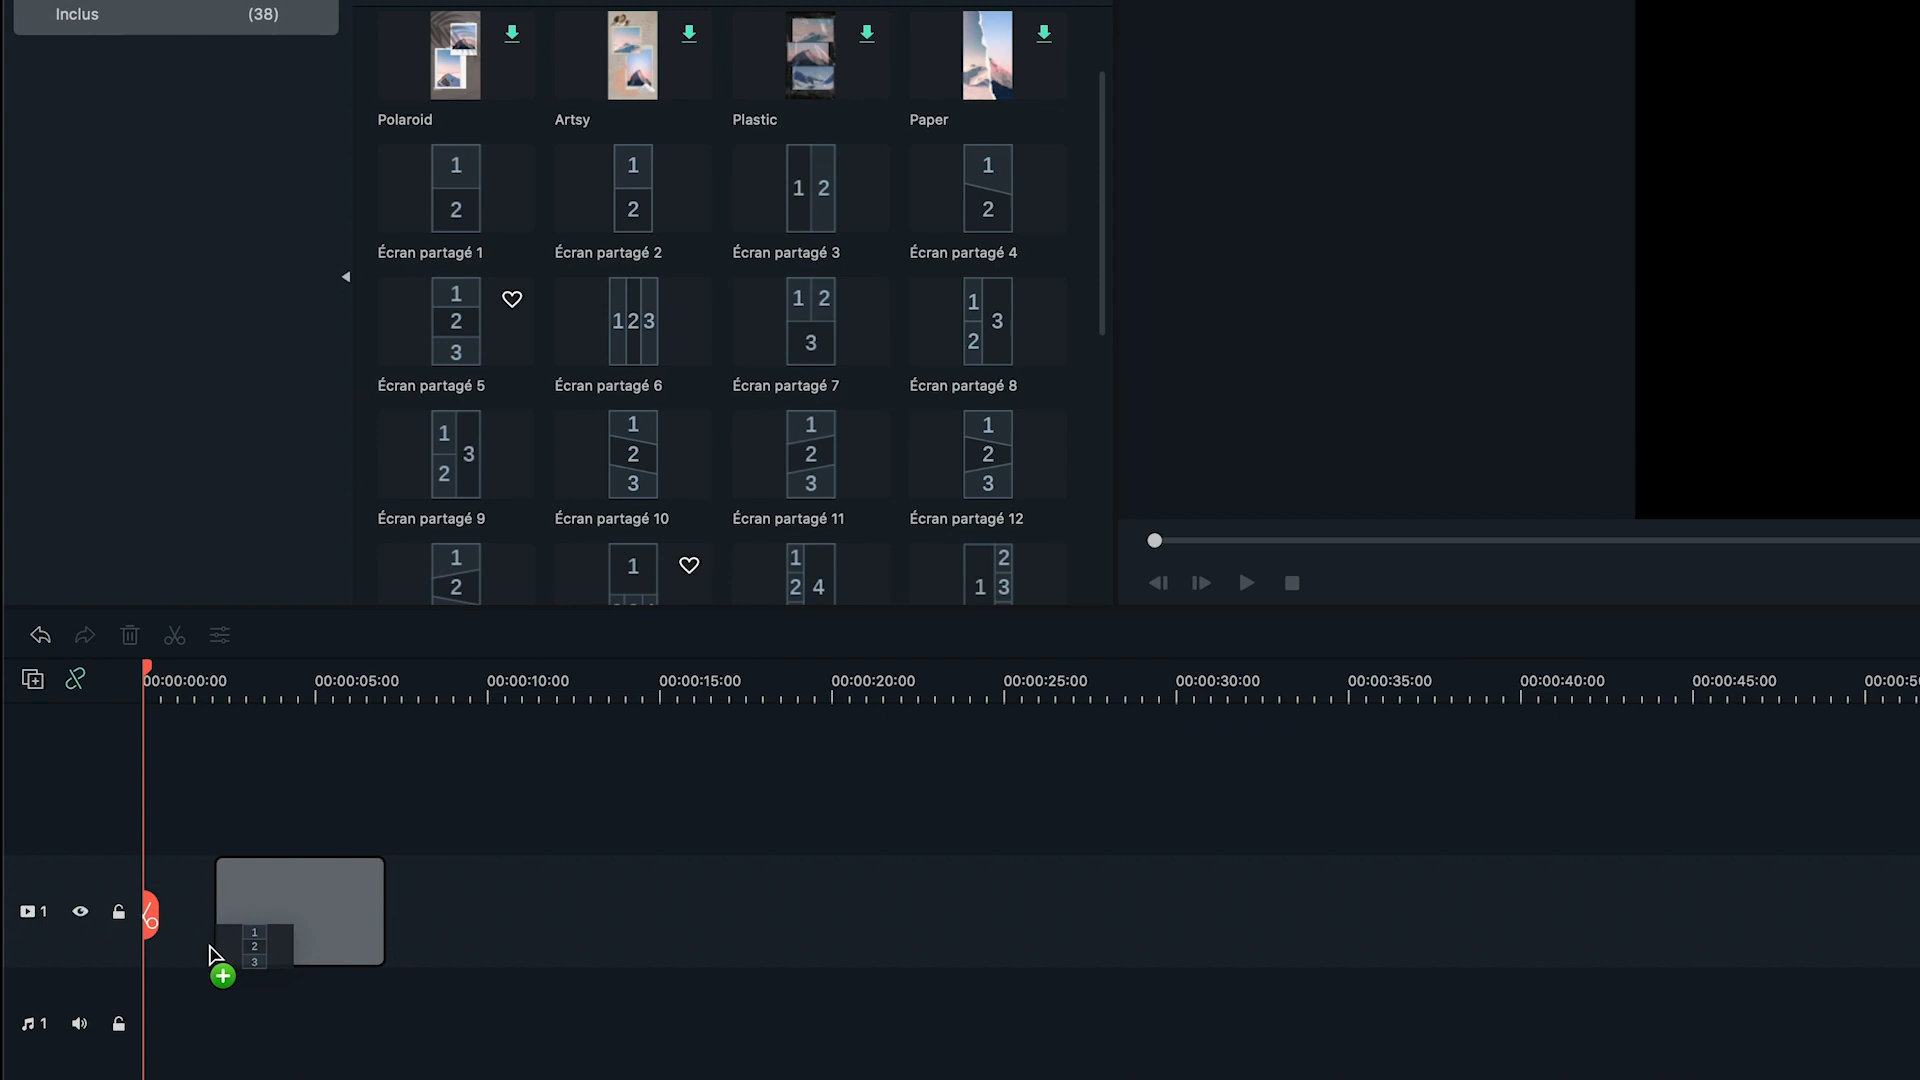 Inclus (38)
Polaroid Artsy Plastic Paper
1 1 1 2 1
2 2 2
Écran partagé 1 Écran partagé 2 Écran partagé 3 Écran partagé 4
1 1 2 3 1 2 1
2 3
3 3 2
Écran partagé 5 Écran partagé 6 Écran partagé 7 Écran partagé 8
1 1 1 1
3 2 2 2
2 3 3 3
Écran partagé 9 Écran partagé 10 Écran partagé 11 Écran partagé 12
1 1 1 2
2 2 4 1 3
00:00:00:00 00:00:05:00 00:00:10:00 00:00:15:00 00:00:20:00 00:00:25:00 00:00:30:00 00:00:35:00 00:00:40:00 00:00:45:00
1
1
2
3
1